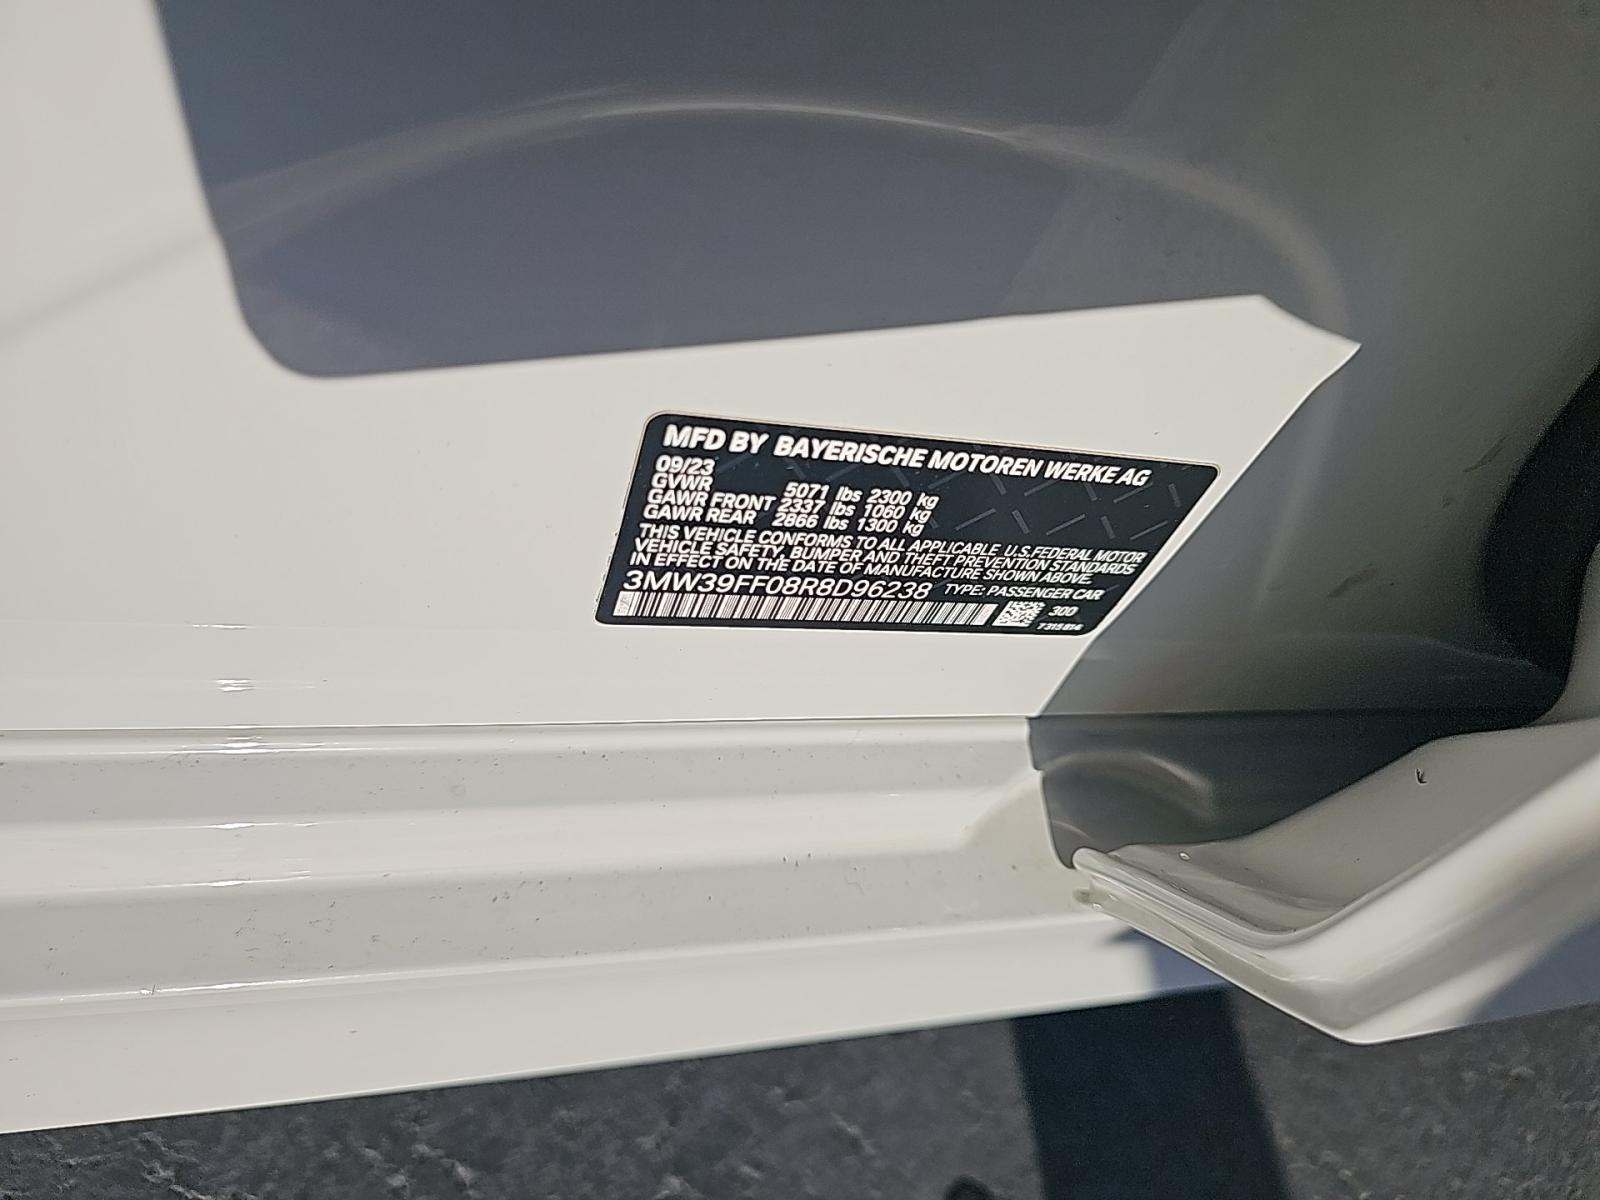 MFD BY BAYERISCHE MOTOREN WERKE AG
09/23
GVWR 5071 lbs 2300 kg
GAWR FRONT 2337 lbs 1060 kg
GAWR REAR 2866 lbs 1300 kg
THIS VEHICLE CONFORMS TO ALL APPLICABLE U.S.FEDERAL MOTOR
VEHICLE SAFETY, BUMPER AND THEFT PREVENTION STANDARDS
IN EFFECT ON THE DATE OF MANUFACTURE SHOWN ABOVE.
3MW39FF08R8D96238 TYPE: PASSENGER CAR
300
7315814